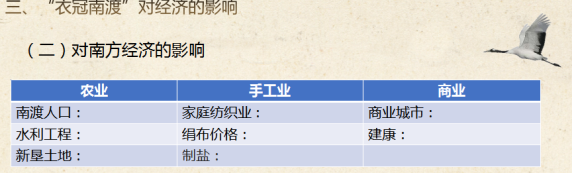 三、“衣冠南渡”对经济的影响
（二）对南方经济的影响
农业 手工业 商业
南渡人口： 家庭纺织业： 商业城市：
水利工程： 绢布价格： 建康：
新垦土地： 制盐：